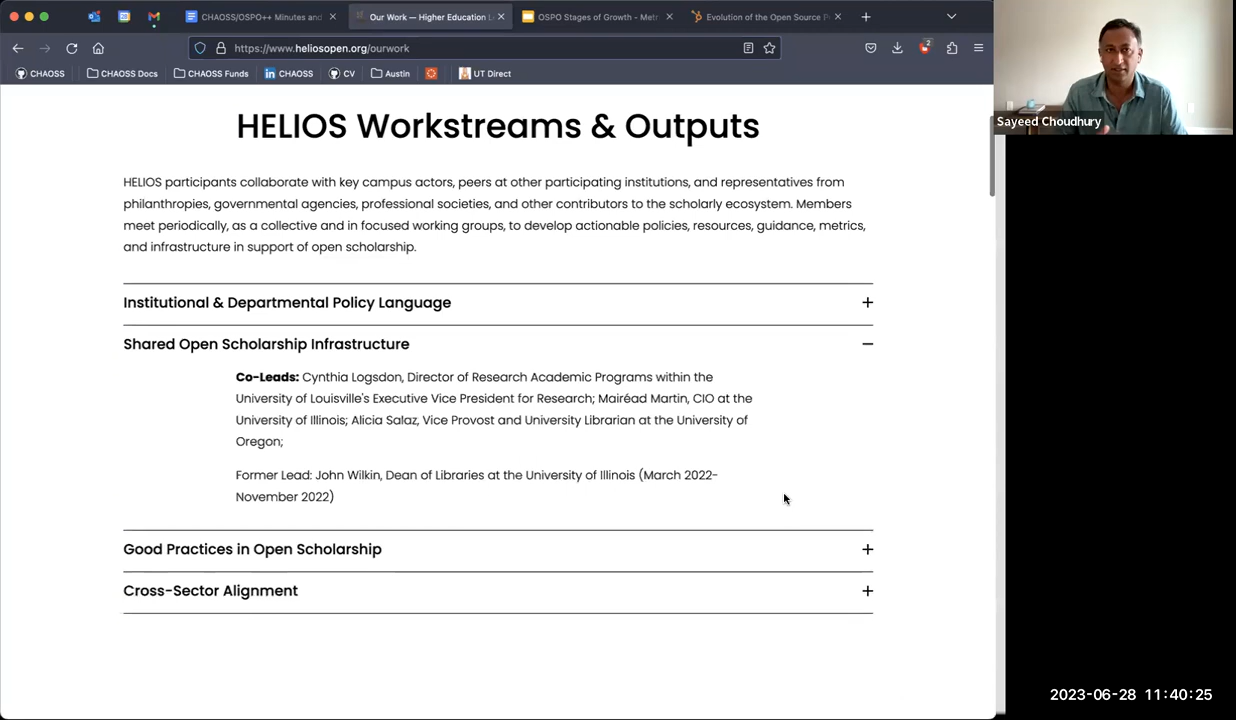 CHAOSS/OSPO++ Minutes and
Our Work — Higher Education L
OSPO Stages of Growth - Met
Evolution of the Open Source P
https://www.heliosopen.org/ourwork
2
CHAOSS
CHAOSS Docs
CHAOSS Funds
CHAOSS
CV
Austin
UT Direct
Sayeed Choudhury
HELIOS Workstreams & Outputs
HELIOS participants collaborate with key campus actors, peers at other participating institutions, and representatives from
philanthropies, governmental agencies, professional societies, and other contributors to the scholarly ecosystem. Members
meet periodically, as a collective and in focused working groups, to develop actionable policies, resources, guidance, metrics,
and infrastructure in support of open scholarship.
Institutional & Departmental Policy Language
Shared Open Scholarship Infrastructure
Co-Leads: Cynthia Logsdon, Director of Research Academic Programs within the
University of Louisville's Executive Vice President for Research; Mairéad Martin, CIO at the
University of Illinois; Alicia Salaz, Vice Provost and University Librarian at the University of
Oregon;
Former Lead: John Wilkin, Dean of Libraries at the University of Illinois (March 2022-
November 2022)
Good Practices in Open Scholarship
Cross-Sector Alignment
2023-06-28 11:40:25